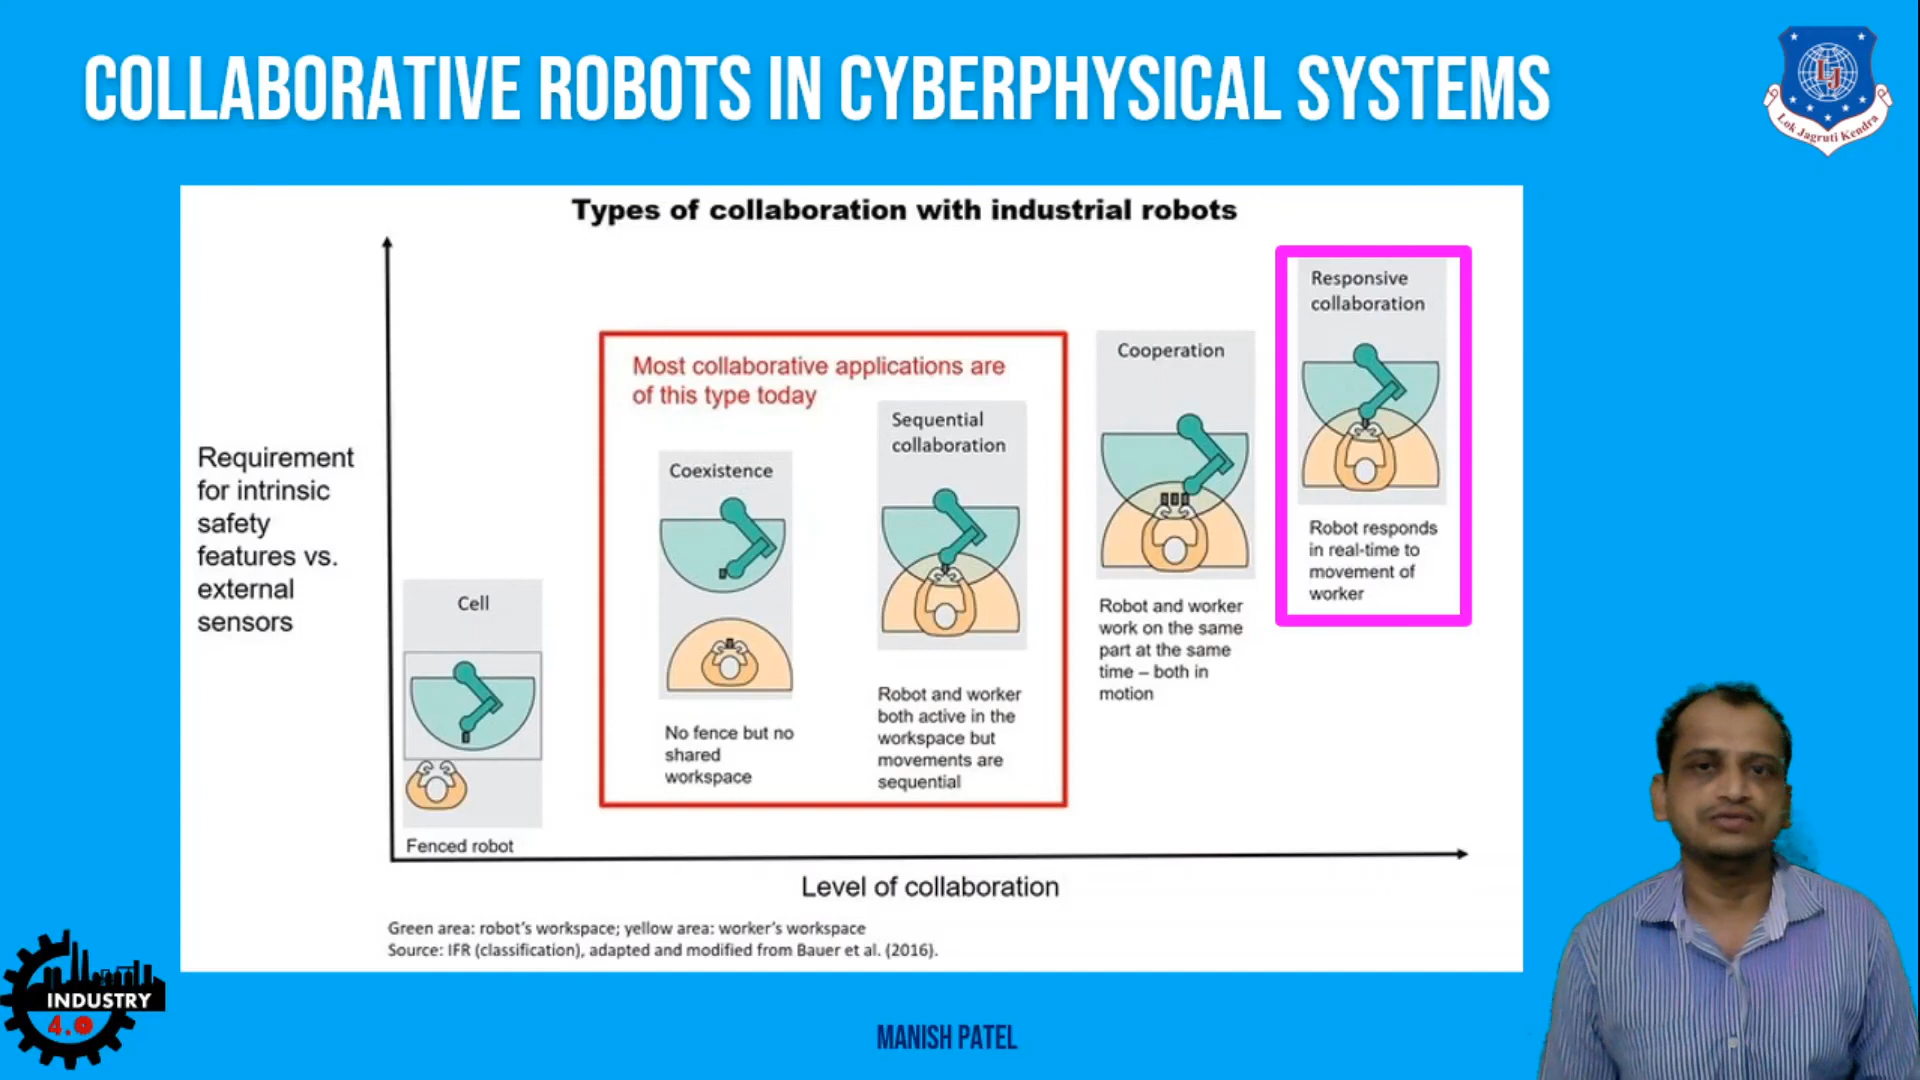 COLLABORATIVE ROBOTS IN CYBERPHYSICAL SYSTEMS
LJ
Lok Jagruti Kendra
Types of collaboration with industrial robots
Requirement
for intrinsic
safety
features vs.
external
sensors
Cell
Fenced robot
Most collaborative applications are
of this type today
Coexistence
No fence but no
shared
workspace
Sequential
collaboration
Robot and worker
both active in the
workspace but
movements are
sequential
Cooperation
Robot and worker
work on the same
part at the same
time – both in
motion
Responsive
collaboration
Robot responds
in real-time to
movement of
worker
Level of collaboration
Green area: robot's workspace; yellow area: worker's workspace
Source: IFR (classification), adapted and modified from Bauer et al. (2016).
INDUSTRY
4.0
MANISH PATEL